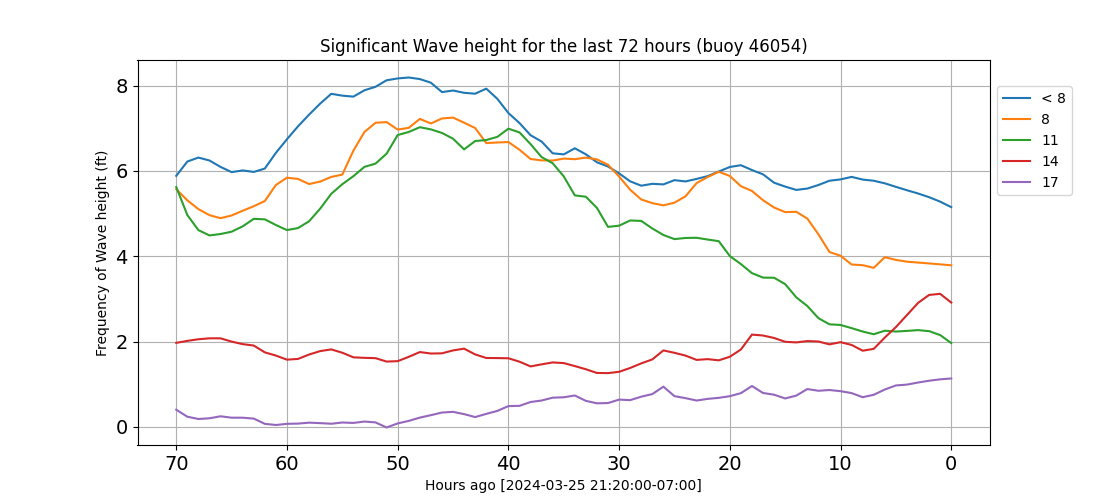 Significant Wave height for the last 72 hours (buoy 46054)
Frequency of Wave height (ft)
8
6
4
2
0
70 60 50 40 30 20 10 0
Hours ago [2024-03-25 21:20:00-07:00]
< 8
8
11
14
17